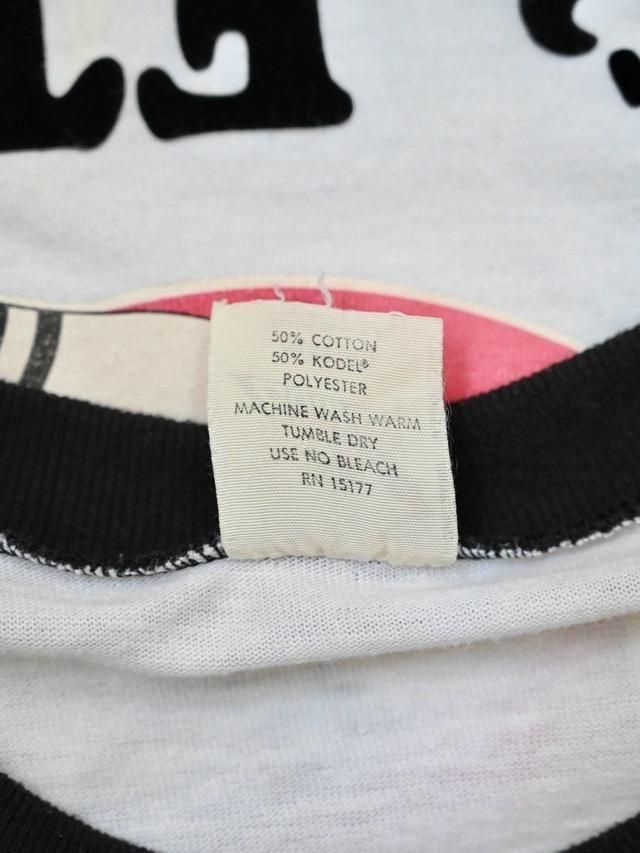 50% COTTON
50% KODEL®
POLYESTER
MACHINE WASH WARM
TUMBLE DRY
USE NO BLEACH
RN 15177